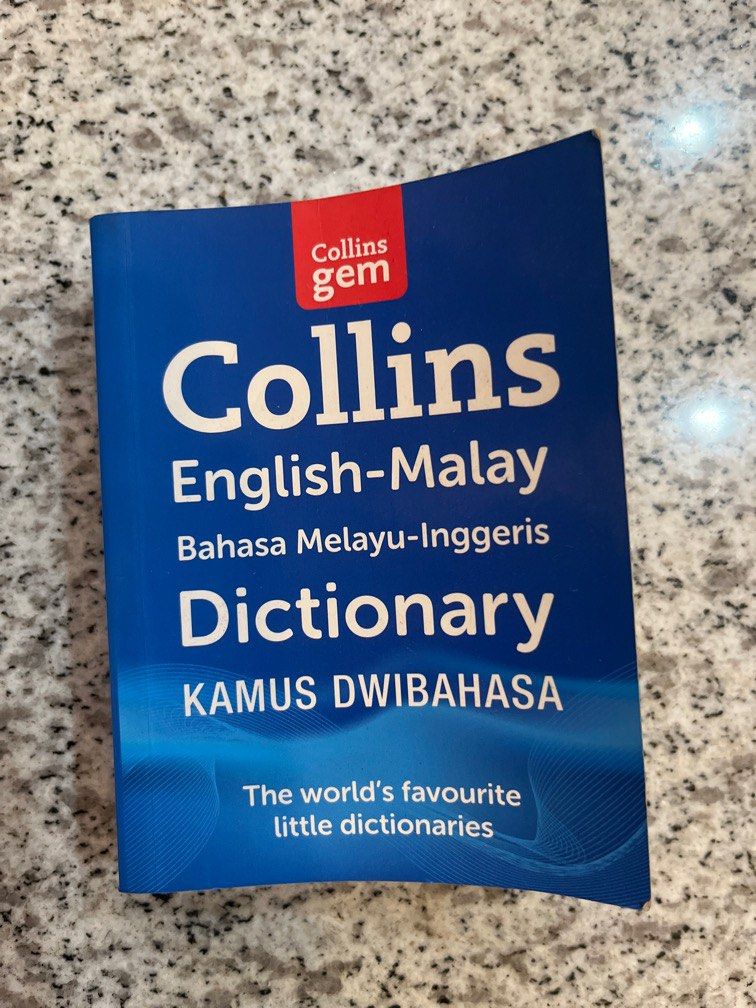 Collins
gem
Collins
English-Malay
Bahasa Melayu-Inggeris
Dictionary
KAMUS DWIBAHASA
The world's favourite
little dictionaries